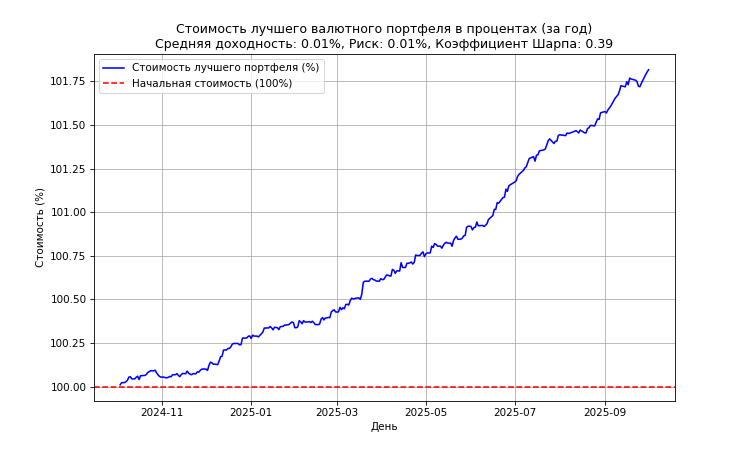 Стоимость лучшего валютного портфеля в процентах (за год)
Средняя доходность: 0.01%, Риск: 0.01%, Коэффициент Шарпа: 0.39
Стоимость лучшего портфеля (%)
Начальная стоимость (100%)
101.75
101.50
101.25
101.00
100.75
100.50
100.25
100.00
Стоимость (%)
2024-11
2025-01
2025-03
2025-05
2025-07
2025-09
День